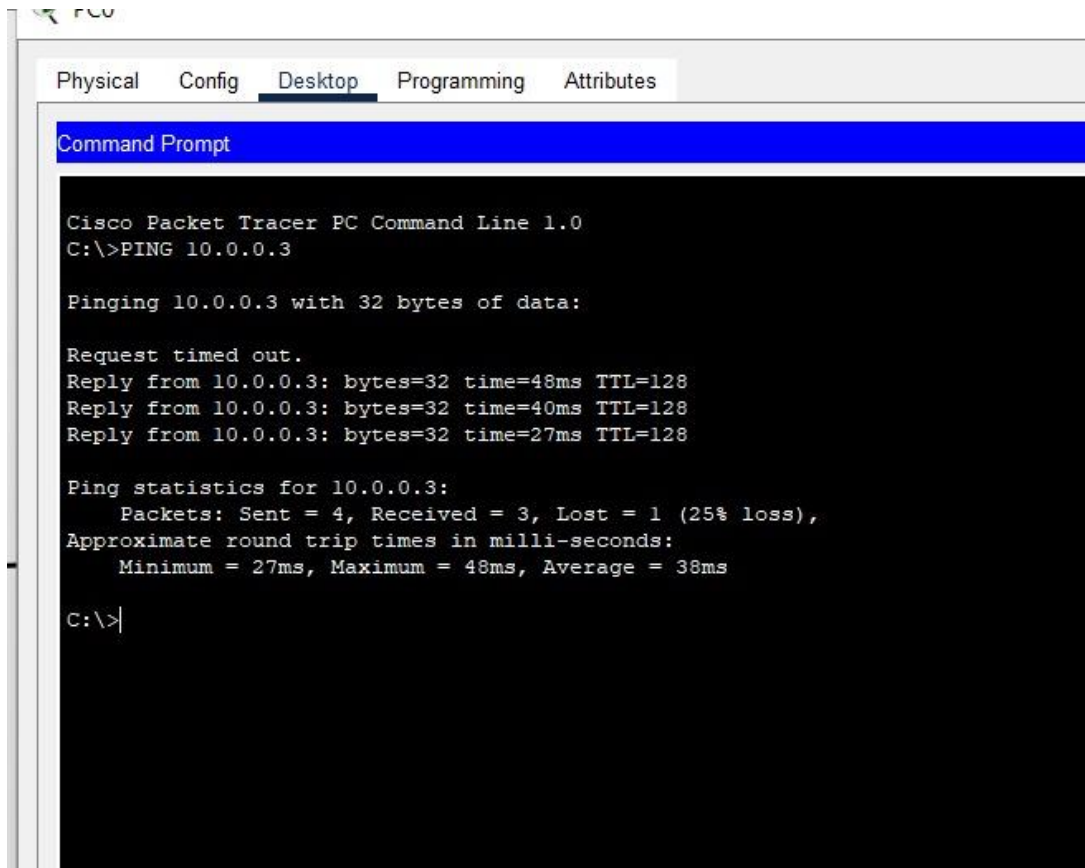 PC0
Physical Config Desktop Programming Attributes
Command Prompt
Cisco Packet Tracer PC Command Line 1.0
C:\>PING 10.0.0.3
Pinging 10.0.0.3 with 32 bytes of data:
Request timed out.
Reply from 10.0.0.3: bytes=32 time=48ms TTL=128
Reply from 10.0.0.3: bytes=32 time=40ms TTL=128
Reply from 10.0.0.3: bytes=32 time=27ms TTL=128
Ping statistics for 10.0.0.3:
Packets: Sent = 4, Received = 3, Lost = 1 (25% loss),
Approximate round trip times in milli-seconds:
Minimum = 27ms, Maximum = 48ms, Average = 38ms
C:\>